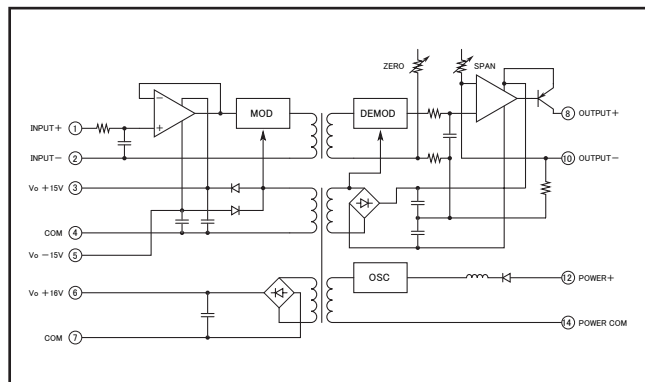 ZERO
SPAN
INPUT+ 1
MOD
DEMOD
8 OUTPUT+
INPUT− 2
10 OUTPUT−
Vo +15V 3
COM 4
Vo −15V 5
Vo +16V 6
OSC
12 POWER+
COM 7
14 POWER COM